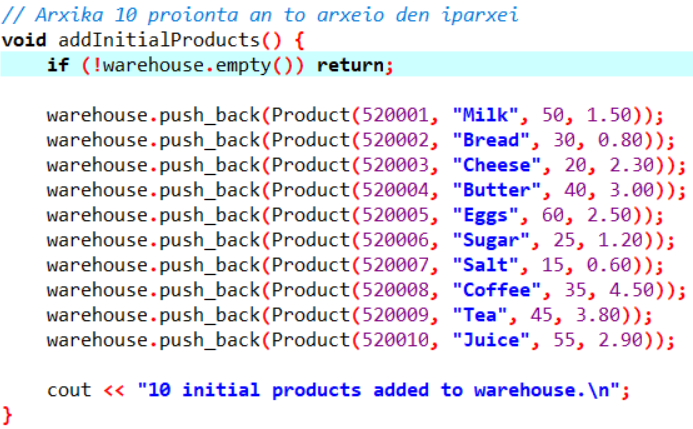 // Arxika 10 proionta an to arxeio den iparxei
void addInitialProducts() {
    if (!warehouse.empty()) return;

    warehouse.push_back(Product(520001, "Milk", 50, 1.50));
    warehouse.push_back(Product(520002, "Bread", 30, 0.80));
    warehouse.push_back(Product(520003, "Cheese", 20, 2.30));
    warehouse.push_back(Product(520004, "Butter", 40, 3.00));
    warehouse.push_back(Product(520005, "Eggs", 60, 2.50));
    warehouse.push_back(Product(520006, "Sugar", 25, 1.20));
    warehouse.push_back(Product(520007, "Salt", 15, 0.60));
    warehouse.push_back(Product(520008, "Coffee", 35, 4.50));
    warehouse.push_back(Product(520009, "Tea", 45, 3.80));
    warehouse.push_back(Product(520010, "Juice", 55, 2.90));

    cout << "10 initial products added to warehouse.\n";
}